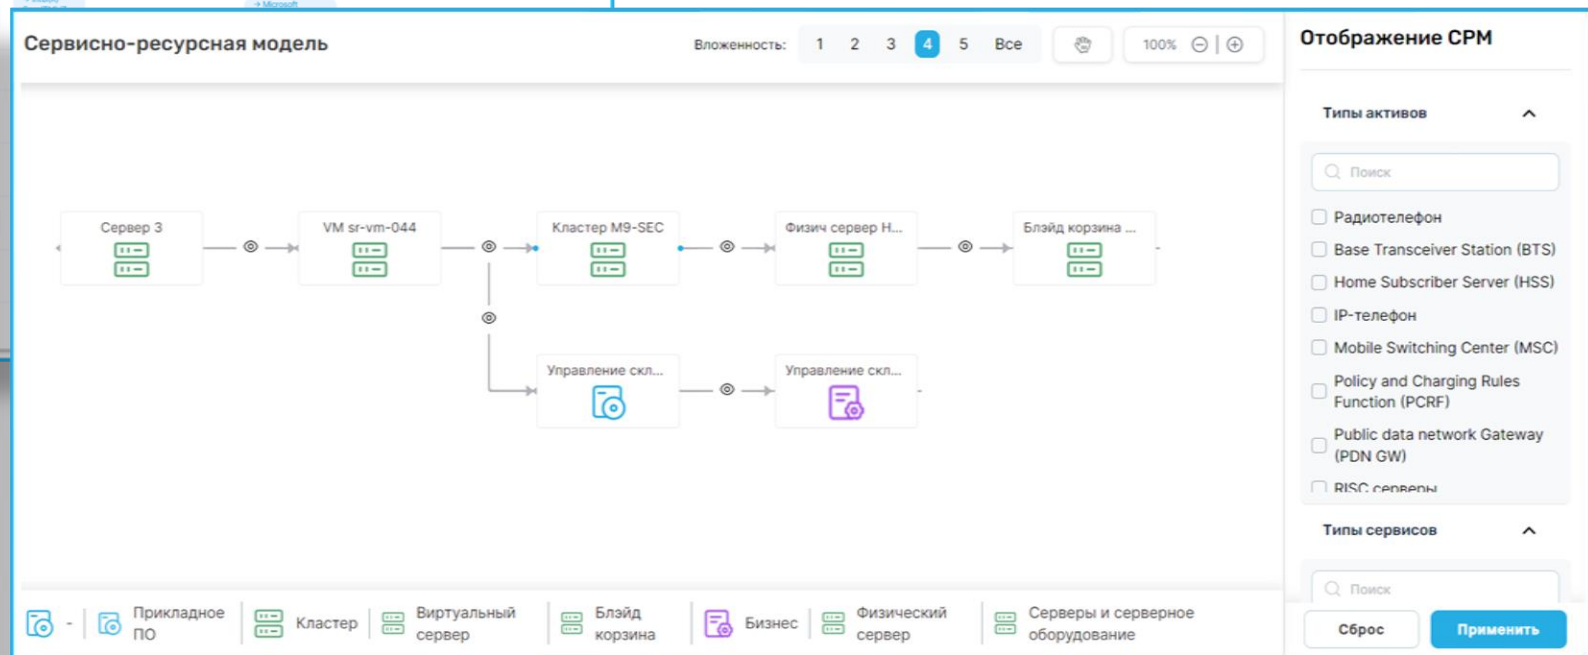 → Microsoft
Сервисно-ресурсная модель
Вложенность: 1 2 3 4 5 Все
100%
Отображение СРМ
Типы активов
Поиск
Радиотелефон
Base Transceiver Station (BTS)
Home Subscriber Server (HSS)
IP-телефон
Mobile Switching Center (MSC)
Policy and Charging Rules
Function (PCRF)
Public data network Gateway
(PDN GW)
RISC серверы
Типы сервисов
Поиск
Сброс
Применить
Сервер 3
VM sr-vm-044
Кластер M9-SEC
Физич сервер Н...
Блэйд корзина ...
Управление скл...
Управление скл...
-
Прикладное
ПО
Кластер
Виртуальный
сервер
Блэйд
корзина
Бизнес
Физический
сервер
Серверы и серверное
оборудование